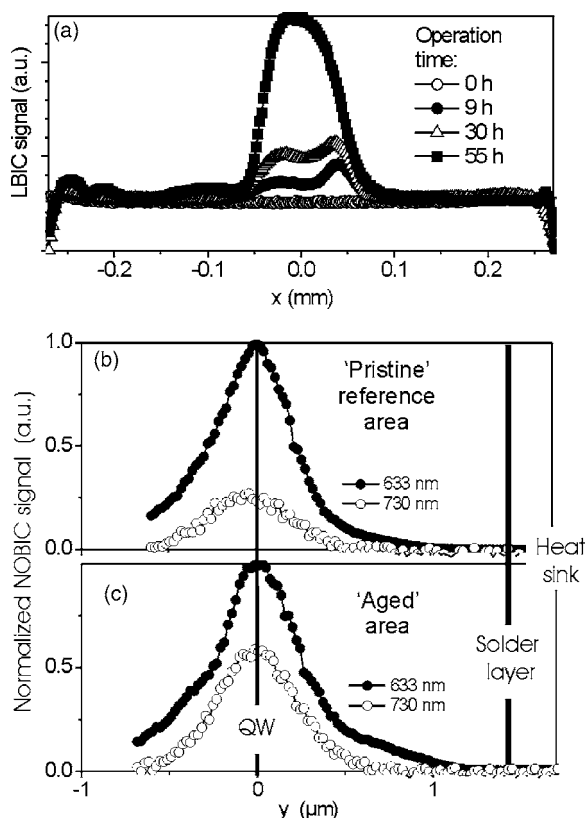 (a)
LBIC signal (a.u.)
Operation
time:
0 h
9 h
30 h
55 h
-0.2 -0.1 0.0 0.1 0.2
x (mm)
Normalized NOBIC signal (a.u.)
1.0
(b)
'Pristine'
reference
area
0.5
633 nm
730 nm
0.0
Heat
sink
(c)
'Aged'
area
Solder
layer
0.5
633 nm
730 nm
QW
0.0
-1 0 1
y (µm)